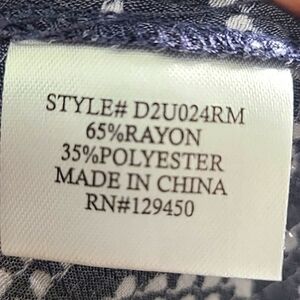 STYLE# D2U024RM
65%RAYON
35%POLYESTER
MADE IN CHINA
RN#129450